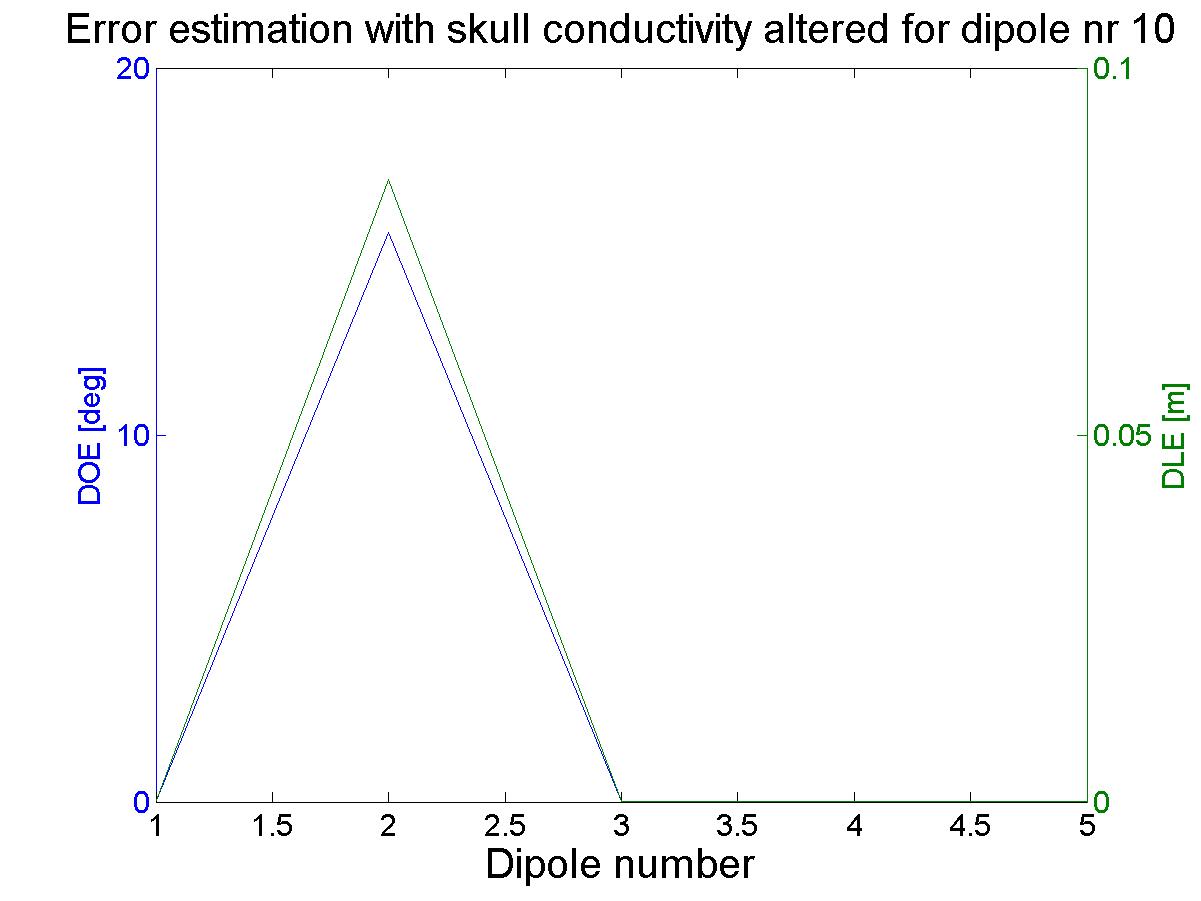 Error estimation with skull conductivity altered for dipole nr 10
20
10
0
DOE [deg]
0.1
0.05
0
DLE [m]
1 1.5 2 2.5 3 3.5 4 4.5 5
Dipole number